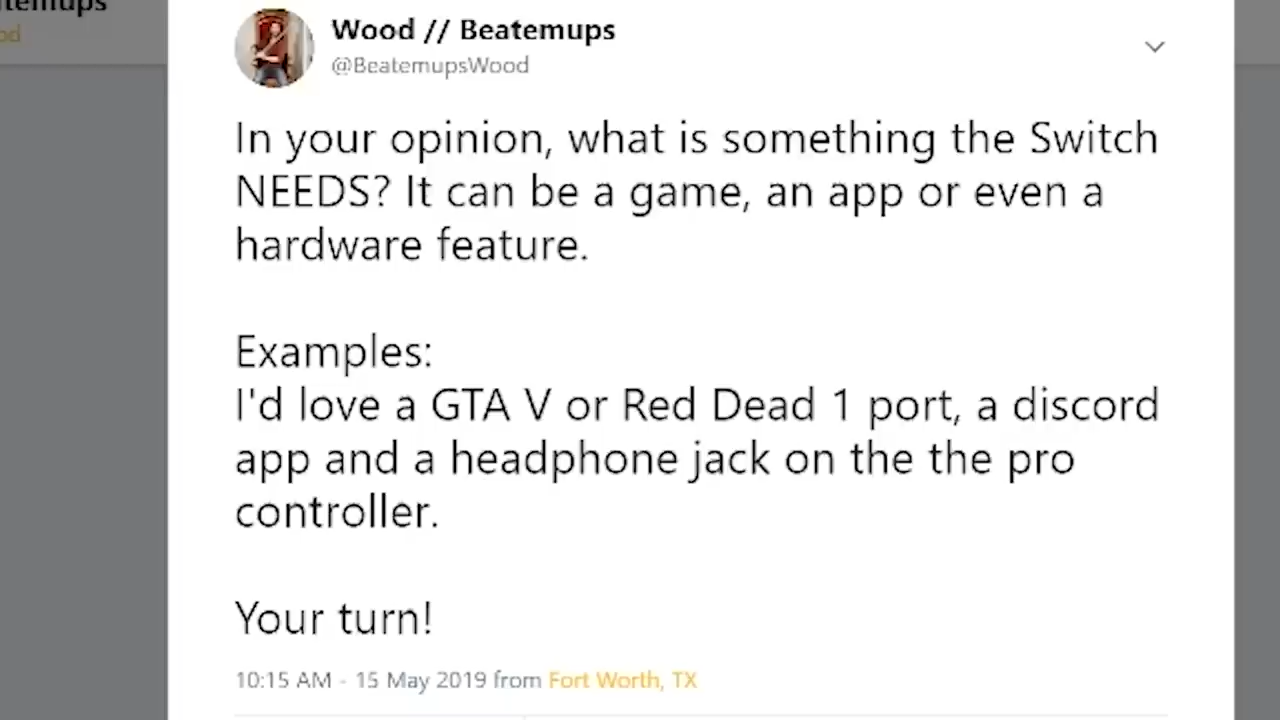 temups
od
Wood // Beatemups
@BeatemupsWood
In your opinion, what is something the Switch
NEEDS? It can be a game, an app or even a
hardware feature.
Examples:
I'd love a GTA V or Red Dead 1 port, a discord
app and a headphone jack on the the pro
controller.
Your turn!
10:15 AM - 15 May 2019 from Fort Worth, TX